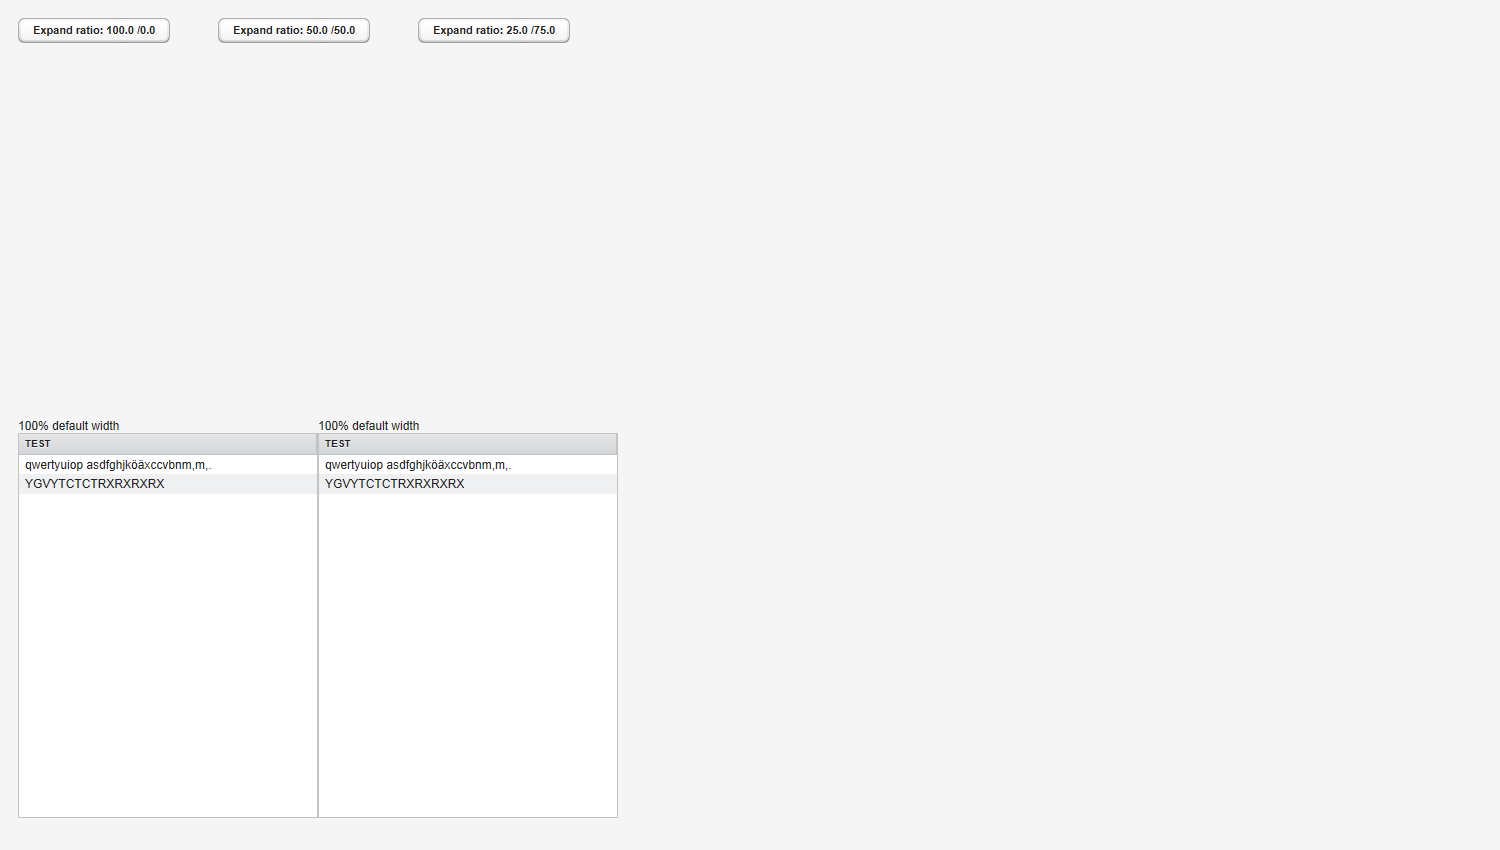 Expand ratio: 100.0 /0.0
Expand ratio: 50.0 /50.0
Expand ratio: 25.0 /75.0
100% default width
TEST
qwertyuiop asdfghjköäxccvbnm,m,.
YGVYTCTCTRXRXRXRX
100% default width
TEST
qwertyuiop asdfghjköäxccvbnm,m,.
YGVYTCTCTRXRXRXRX